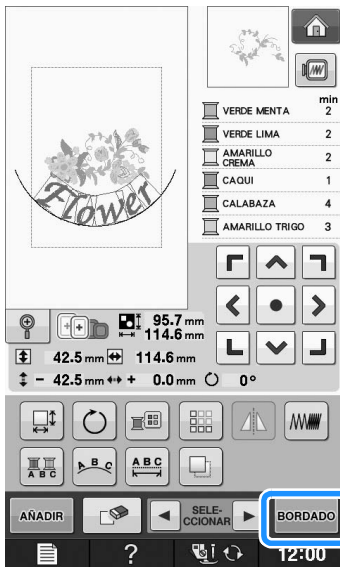 min
VERDE MENTA 2
VERDE LIMA 2
AMARILLO CREMA 2
CAQUI 1
CALABAZA 4
AMARILLO TRIGO 3
Flower
95.7 mm
114.6 mm
42.5 mm 114.6 mm
- 42.5 mm + 0.0 mm 0°
A B C
A B C
A B C
AÑADIR
SELE-
CCIONAR
BORDADO
?
12:00